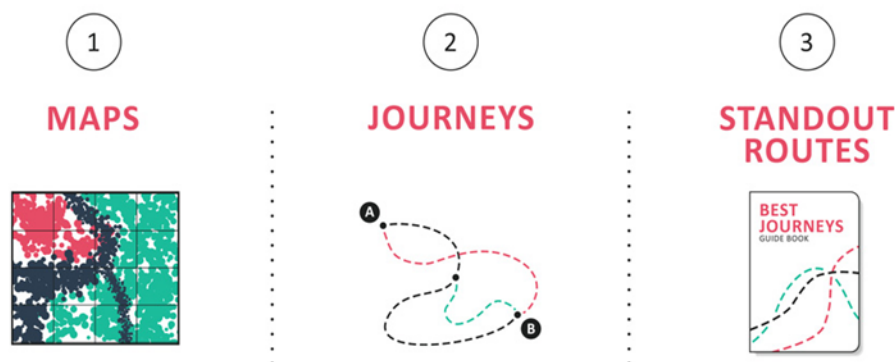 1
2
3
MAPS
JOURNEYS
STANDOUT
ROUTES
A
B
BEST
JOURNEYS
GUIDE BOOK